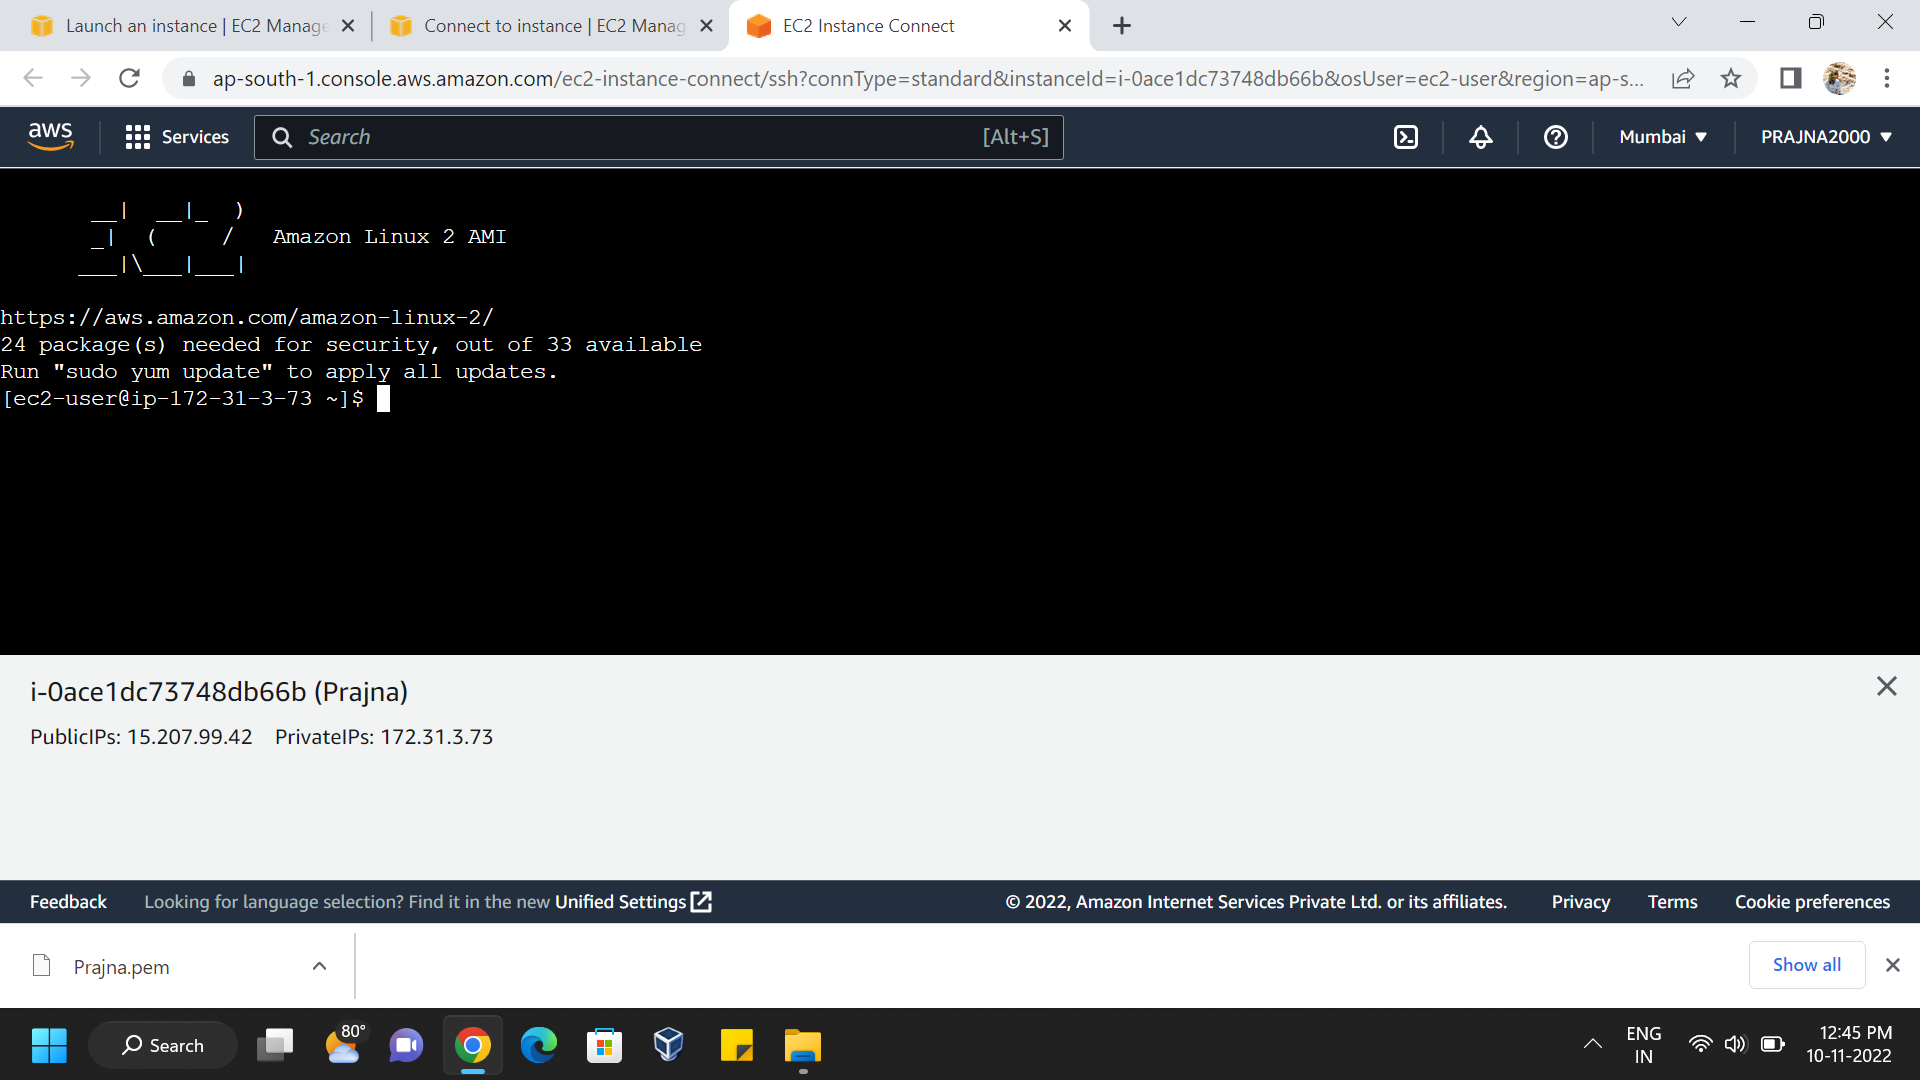 Launch an instance | EC2 Manage
Connect to instance | EC2 Manag
EC2 Instance Connect
ap-south-1.console.aws.amazon.com/ec2-instance-connect/ssh?connType=standard&instanceId=i-0ace1dc73748db66b&osUser=ec2-user&region=ap-s...
aws
Services
Search
[Alt+S]
Mumbai
PRAJNA2000
       __|  __|_  )
       _|  (     /   Amazon Linux 2 AMI
      ___|\___|___|
https://aws.amazon.com/amazon-linux-2/
24 package(s) needed for security, out of 33 available
Run "sudo yum update" to apply all updates.
[ec2-user@ip-172-31-3-73 ~]$
i-0ace1dc73748db66b (Prajna)
PublicIPs: 15.207.99.42    PrivateIPs: 172.31.3.73
Feedback
Looking for language selection? Find it in the new Unified Settings
© 2022, Amazon Internet Services Private Ltd. or its affiliates.
Privacy
Terms
Cookie preferences
Prajna.pem
Show all
Search
80°
ENG
IN
12:45 PM
10-11-2022